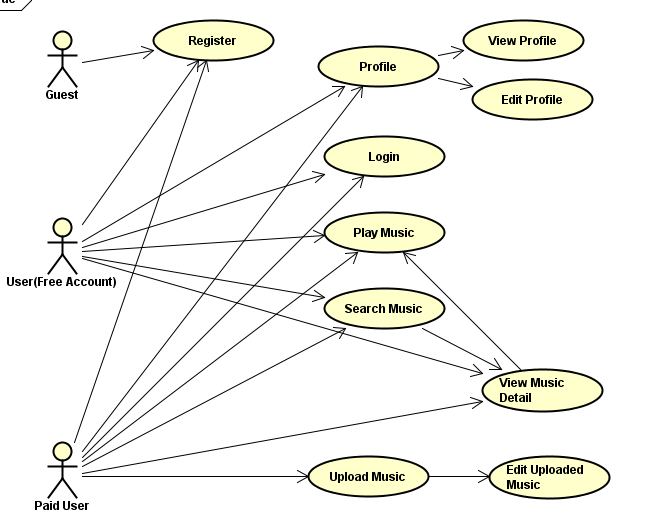 Register
View Profile
Profile
Guest
Edit Profile
Login
Play Music
User(Free Account)
Search Music
View Music
Detail
Upload Music
Edit Uploaded
Music
Paid User